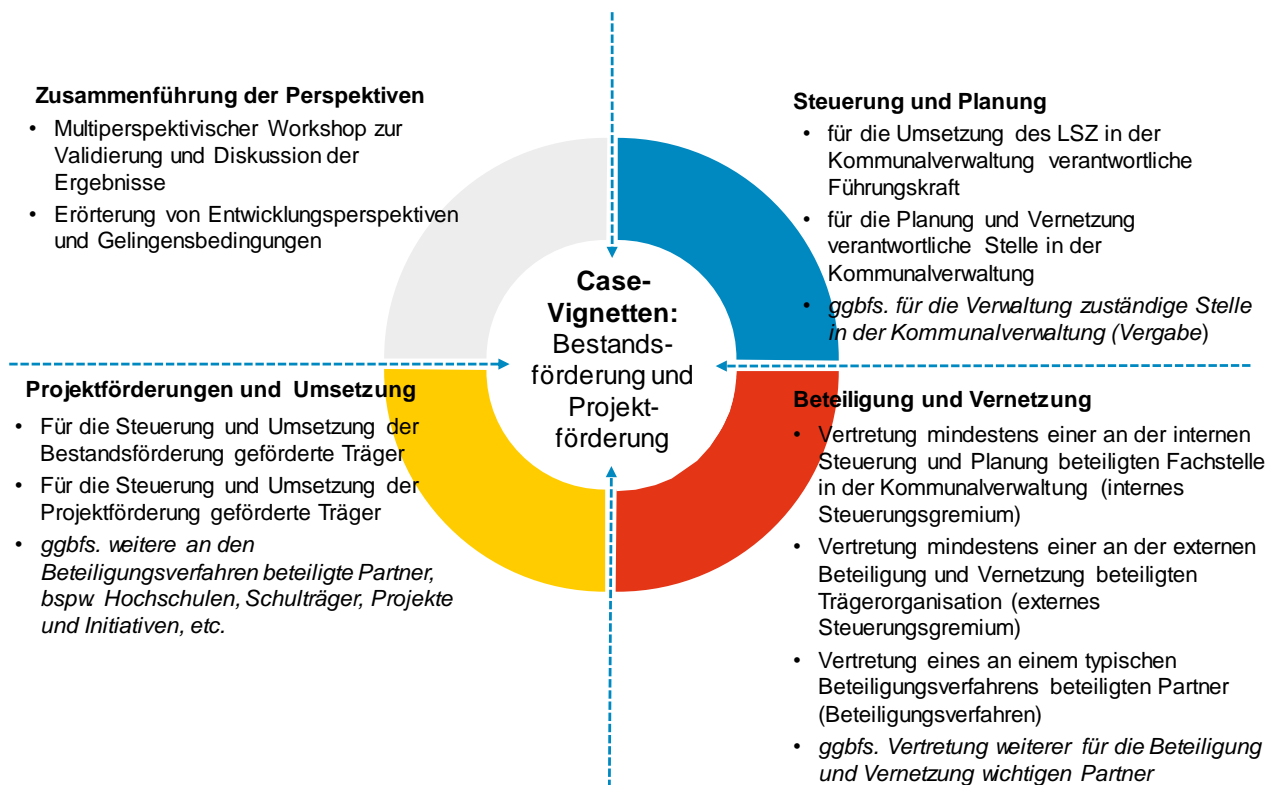 Zusammenführung der Perspektiven
• Multiperspektivischer Workshop zur
Validierung und Diskussion der
Ergebnisse
• Erörterung von Entwicklungsperspektiven
und Gelingensbedingungen
Steuerung und Planung
• für die Umsetzung des LSZ in der
Kommunalverwaltung verantwortliche
Führungskraft
• für die Planung und Vernetzung
verantwortliche Stelle in der
Kommunalverwaltung
• ggbfs. für die Verwaltung zuständige Stelle
in der Kommunalverwaltung (Vergabe)
Case-
Vignetten:
Bestands-
förderung und
Projekt-
förderung
Projektförderungen und Umsetzung
• Für die Steuerung und Umsetzung der
Bestandsförderung geförderte Träger
• Für die Steuerung und Umsetzung der
Projektförderung geförderte Träger
• ggbfs. weitere an den
Beteiligungsverfahren beteiligte Partner,
bspw. Hochschulen, Schulträger, Projekte
und Initiativen, etc.
Beteiligung und Vernetzung
• Vertretung mindestens einer an der internen
Steuerung und Planung beteiligten Fachstelle
in der Kommunalverwaltung (internes
Steuerungsgremium)
• Vertretung mindestens einer an der externen
Beteiligung und Vernetzung beteiligten
Trägerorganisation (externes
Steuerungsgremium)
• Vertretung eines an einem typischen
Beteiligungsverfahrens beteiligten Partner
(Beteiligungsverfahren)
• ggbfs. Vertretung weiterer für die Beteiligung
und Vernetzung wichtigen Partner